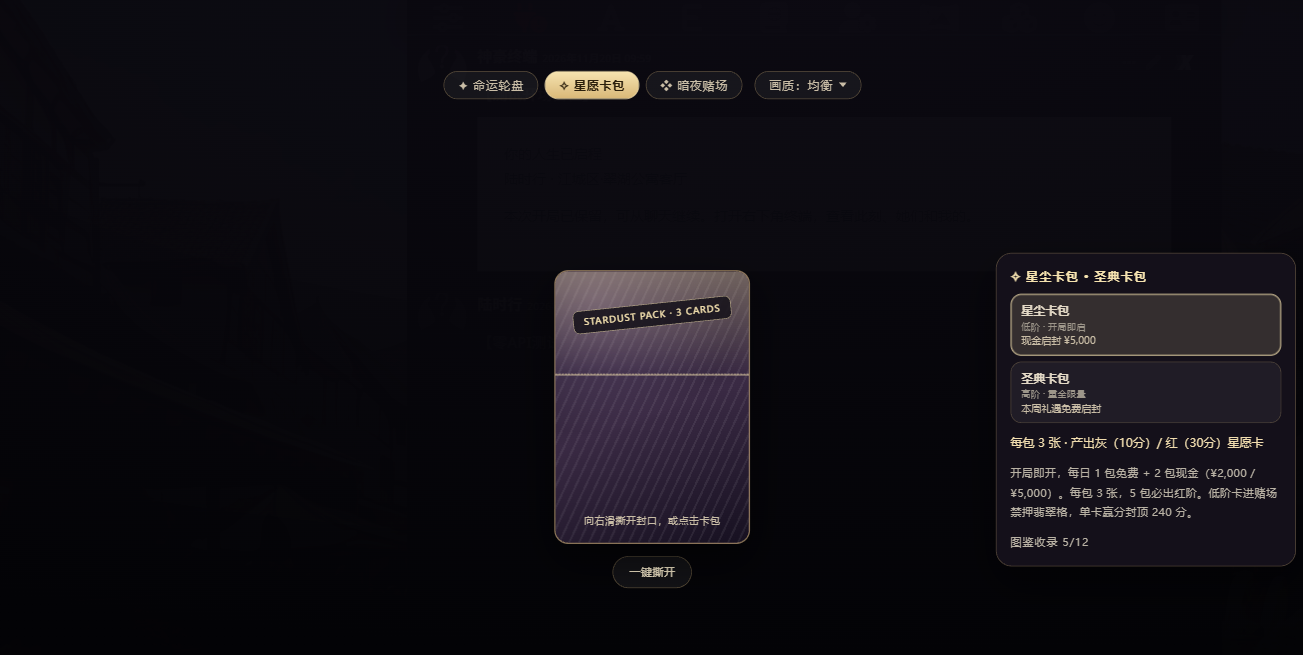 ✦ 命运轮盘
✧ 星愿卡包
❖ 暗夜赌场
画质：均衡
STARDUST PACK · 3 CARDS
向右滑撕开封口，或点击卡包
一键撕开
✧ 星尘卡包 · 圣典卡包
星尘卡包
低阶 · 开局即启
现金启封 ¥5,000
圣典卡包
高阶 · 重金限量
本周礼遇免费启封
每包 3 张 · 产出灰（10分）/ 红（30分）星愿卡
开局即开，每日 1 包免费 + 2 包现金（¥2,000 /
¥5,000）。每包 3 张，5 包必出红阶。低阶卡进赌场
禁押翡翠格，单卡赢分封顶 240 分。
图鉴收录 5/12